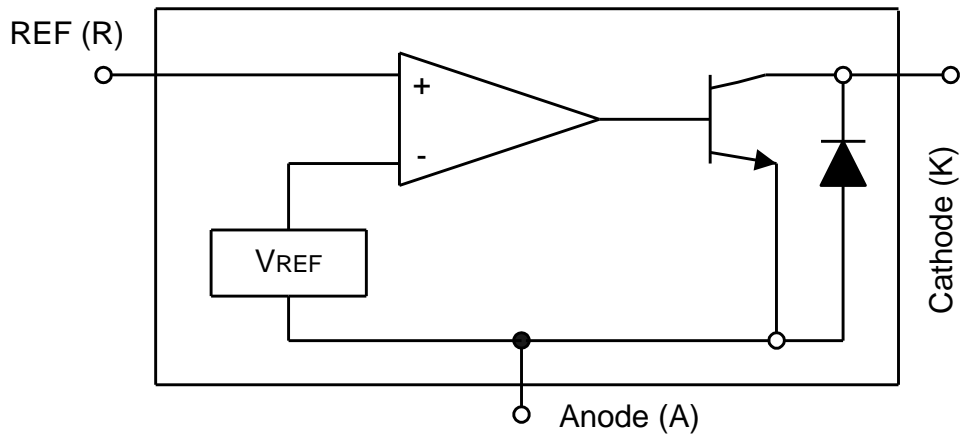 REF (R)
+
-
VREF
Cathode (K)
Anode (A)